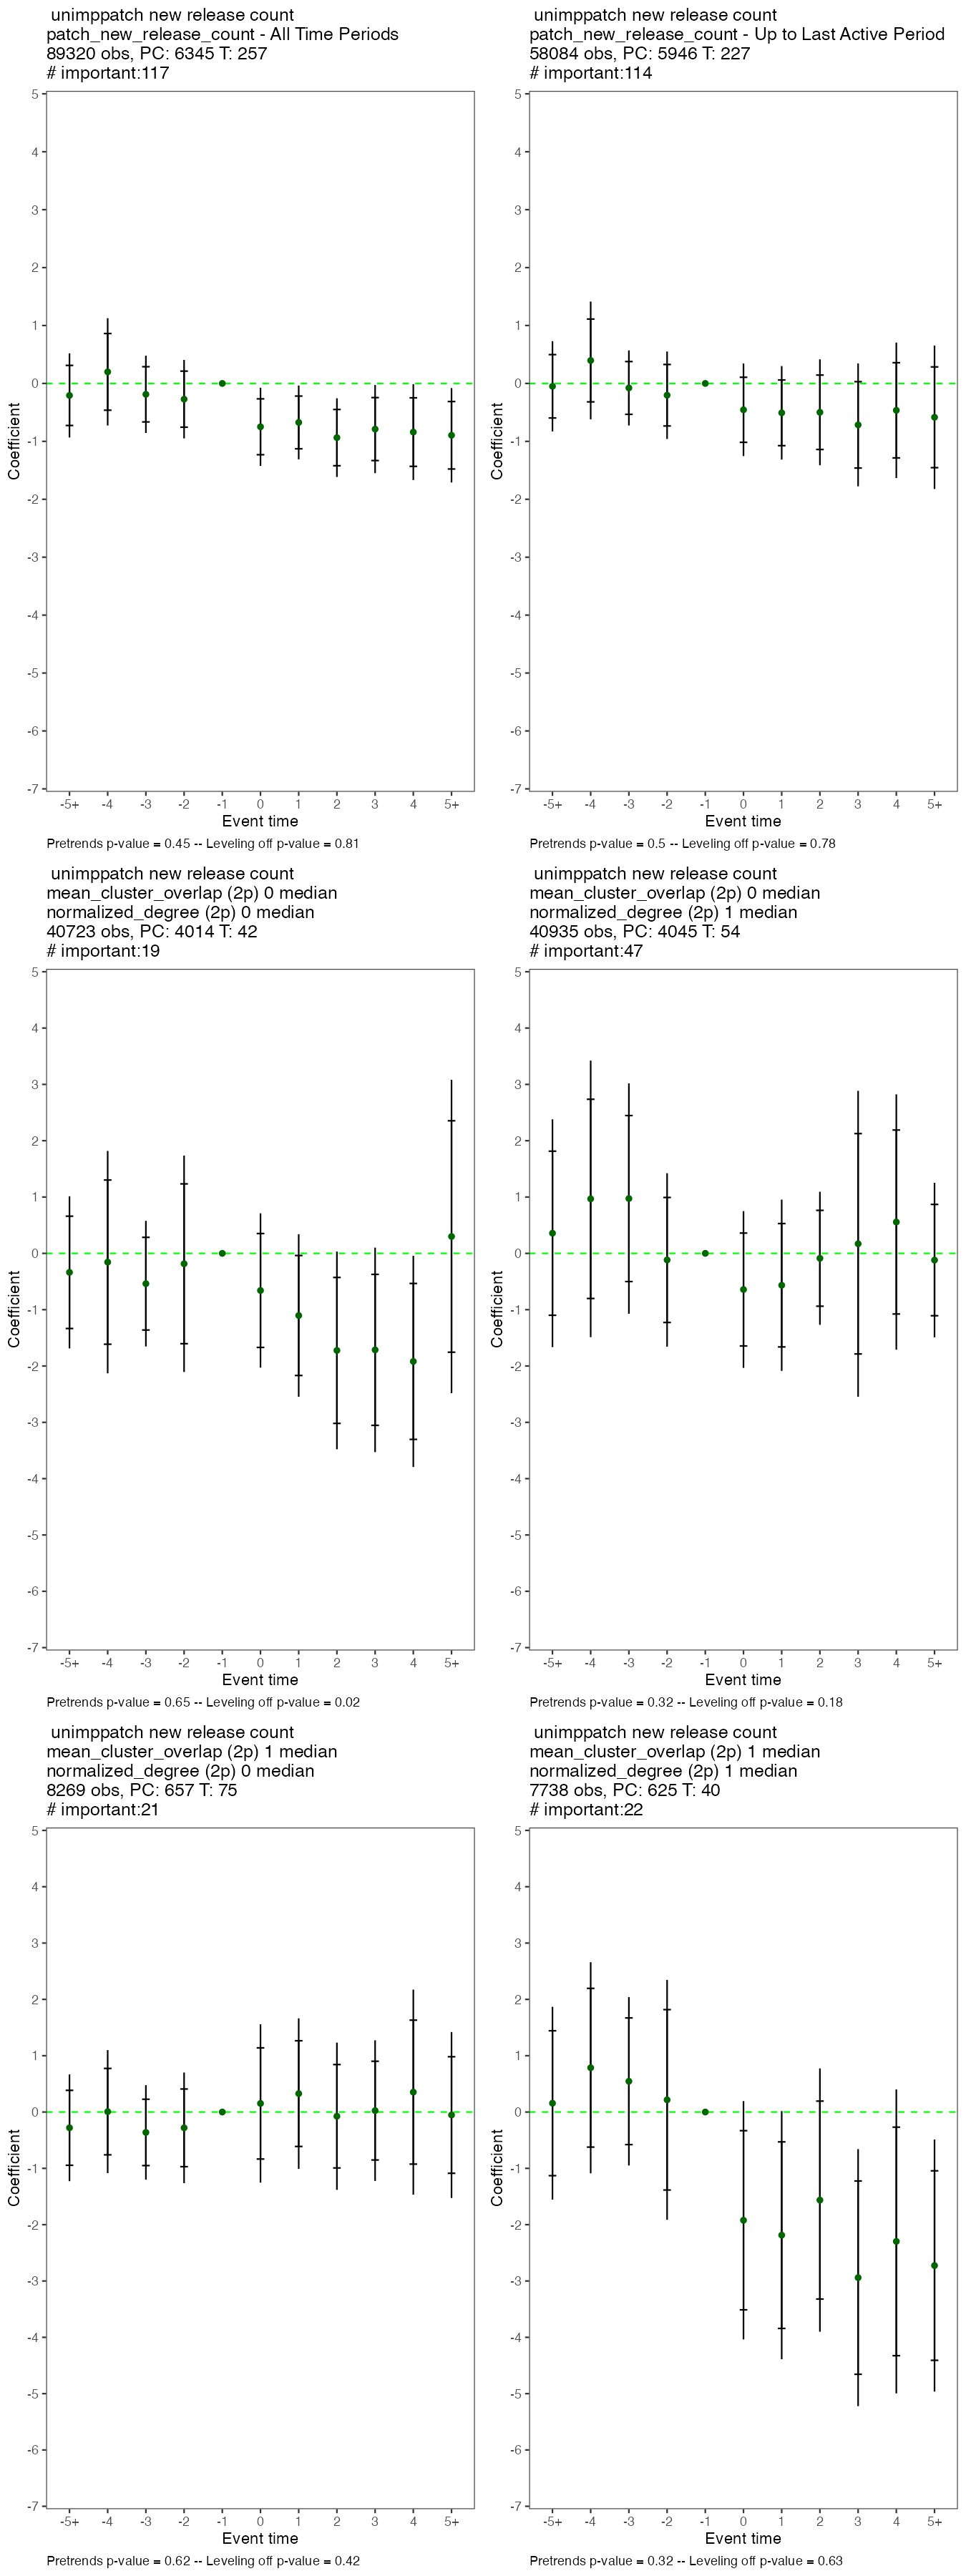 unimppatch new release count
patch_new_release_count - All Time Periods
89320 obs, PC: 6345 T: 257
# important:117
5
4
3
2
1
0
-1
-2
-3
-4
-5
-6
-7
Coefficient
-5+ -4 -3 -2 -1 0 1 2 3 4 5+
Event time
Pretrends p-value = 0.45 -- Leveling off p-value = 0.81
unimppatch new release count
patch_new_release_count - Up to Last Active Period
58084 obs, PC: 5946 T: 227
# important:114
5
4
3
2
1
0
-1
-2
-3
-4
-5
-6
-7
Coefficient
-5+ -4 -3 -2 -1 0 1 2 3 4 5+
Event time
Pretrends p-value = 0.5 -- Leveling off p-value = 0.78
unimppatch new release count
mean_cluster_overlap (2p) 0 median
normalized_degree (2p) 0 median
40723 obs, PC: 4014 T: 42
# important:19
5
4
3
2
1
0
-1
-2
-3
-4
-5
-6
-7
Coefficient
-5+ -4 -3 -2 -1 0 1 2 3 4 5+
Event time
Pretrends p-value = 0.65 -- Leveling off p-value = 0.02
unimppatch new release count
mean_cluster_overlap (2p) 0 median
normalized_degree (2p) 1 median
40935 obs, PC: 4045 T: 54
# important:47
5
4
3
2
1
0
-1
-2
-3
-4
-5
-6
-7
Coefficient
-5+ -4 -3 -2 -1 0 1 2 3 4 5+
Event time
Pretrends p-value = 0.32 -- Leveling off p-value = 0.18
unimppatch new release count
mean_cluster_overlap (2p) 1 median
normalized_degree (2p) 0 median
8269 obs, PC: 657 T: 75
# important:21
5
4
3
2
1
0
-1
-2
-3
-4
-5
-6
-7
Coefficient
-5+ -4 -3 -2 -1 0 1 2 3 4 5+
Event time
Pretrends p-value = 0.62 -- Leveling off p-value = 0.42
unimppatch new release count
mean_cluster_overlap (2p) 1 median
normalized_degree (2p) 1 median
7738 obs, PC: 625 T: 40
# important:22
5
4
3
2
1
0
-1
-2
-3
-4
-5
-6
-7
Coefficient
-5+ -4 -3 -2 -1 0 1 2 3 4 5+
Event time
Pretrends p-value = 0.32 -- Leveling off p-value = 0.63